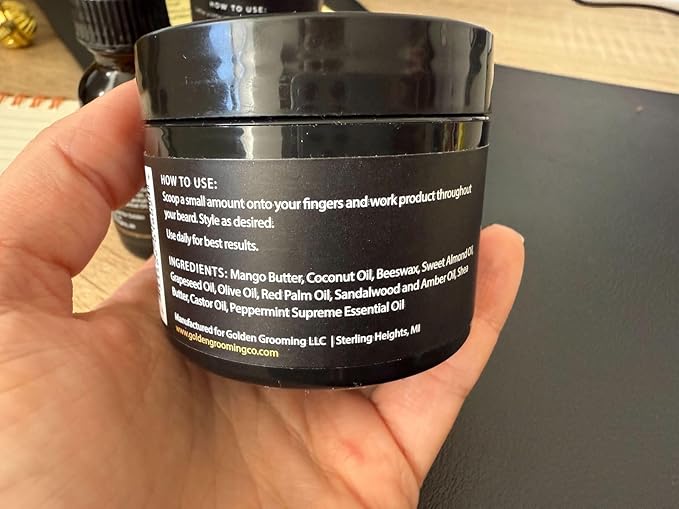 HOW TO USE:
HOW TO USE:
Scoop a small amount onto your fingers and work product throughout
your beard. Style as desired.
Use daily for best results.
INGREDIENTS: Mango Butter, Coconut Oil, Beeswax, Sweet Almond Oil,
Grapeseed Oil, Olive Oil, Red Palm Oil, Sandalwood and Amber Oil, Shea
Butter, Castor Oil, Peppermint Supreme Essential Oil
Manufactured for Golden Grooming LLC | Sterling Heights, MI
www.goldengroomingco.com